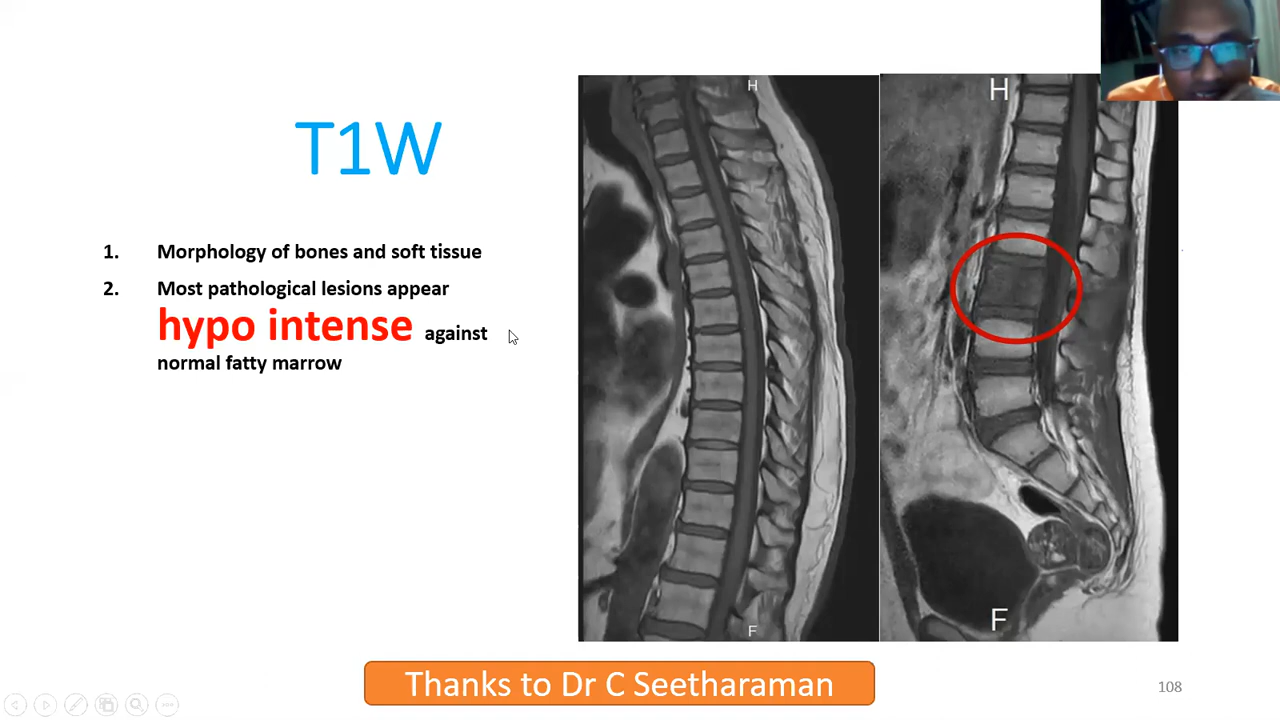 T1W
1. Morphology of bones and soft tissue
2. Most pathological lesions appear
hypo intense against
normal fatty marrow
H
F
H
F
Thanks to Dr C Seetharaman
108